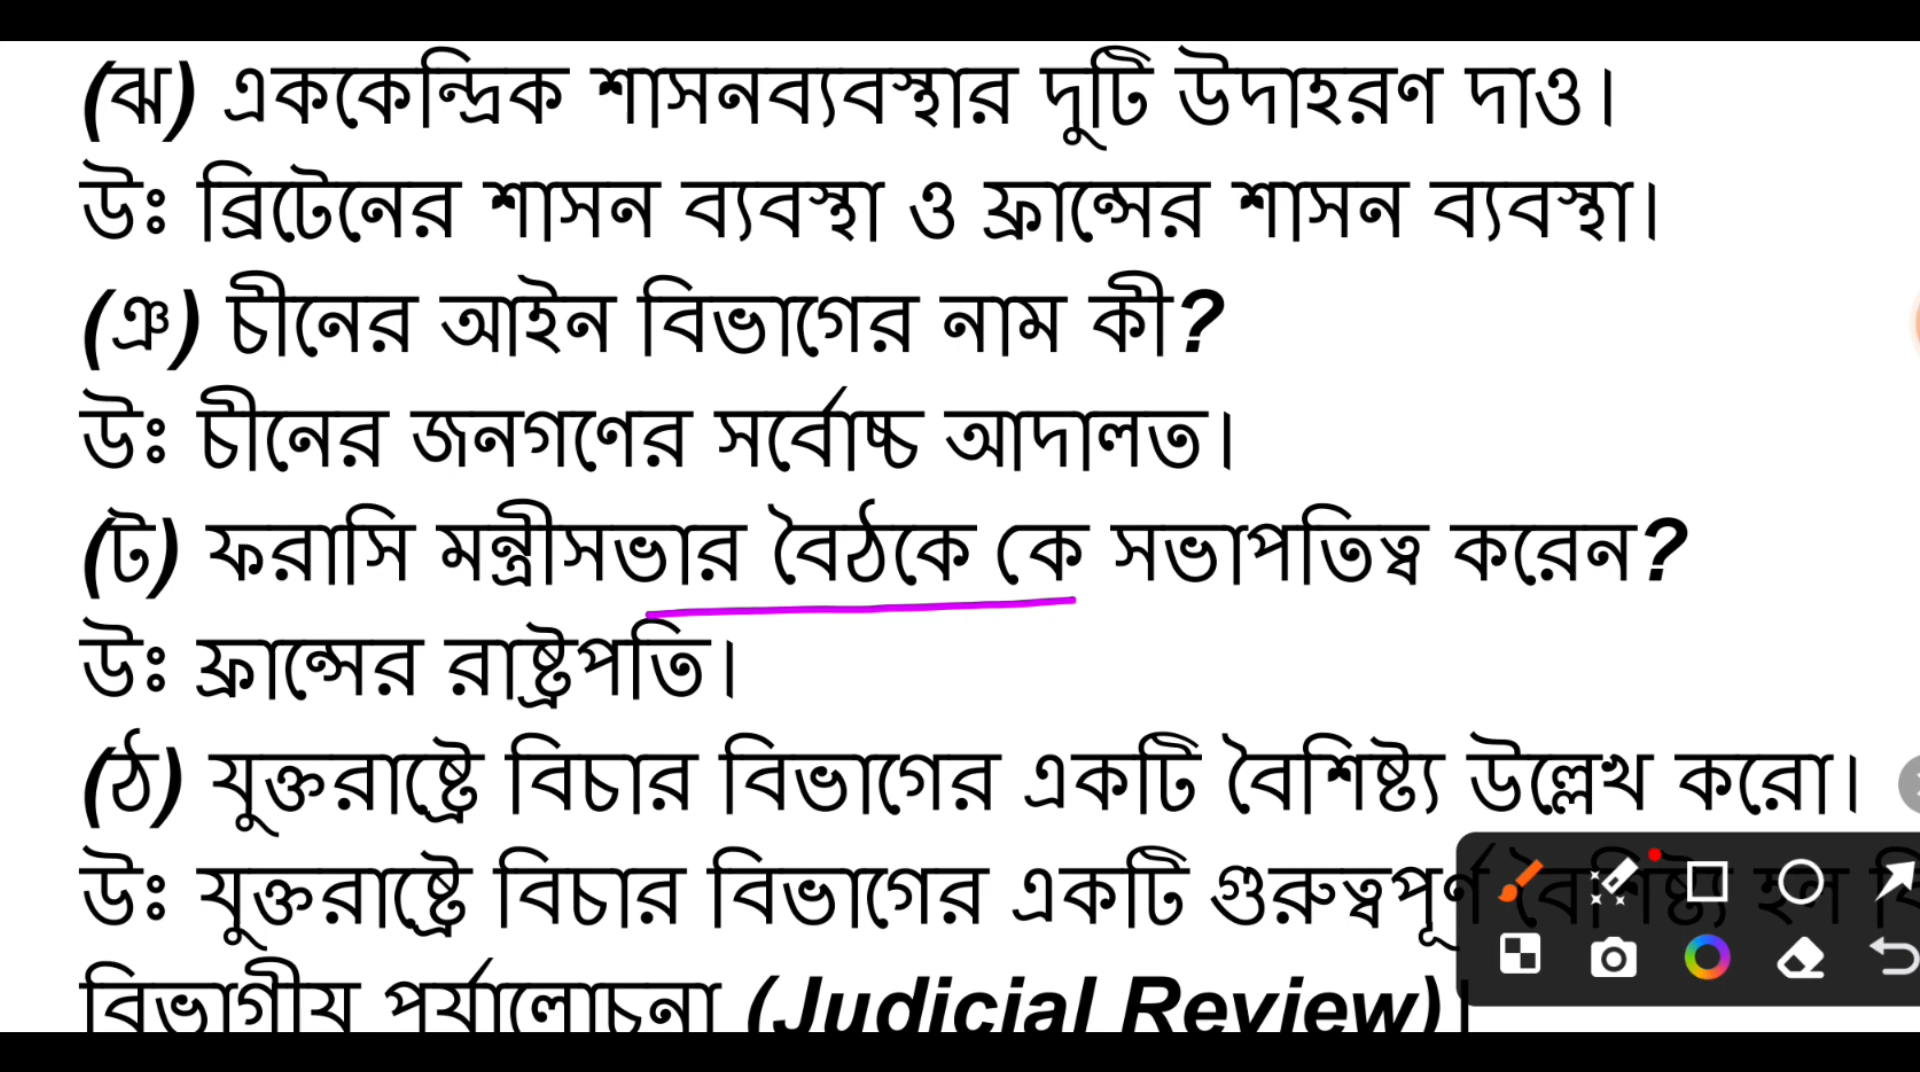 (ঝ) এককেন্দ্রিক শাসনব্যবস্থার দুটি উদাহরণ দাও।
উঃ ব্রিটেনের শাসন ব্যবস্থা ও ফ্রান্সের শাসন ব্যবস্থা।
(ঞ) চীনের আইন বিভাগের নাম কী?
উঃ চীনের জনগণের সর্বোচ্চ আদালত।
(ট) ফরাসি মন্ত্রীসভার বৈঠকে কে সভাপতিত্ব করেন?
উঃ ফ্রান্সের রাষ্ট্রপতি।
(ঠ) যুক্তরাষ্ট্রে বিচার বিভাগের একটি বৈশিষ্ট্য উল্লেখ করো।
উঃ যুক্তরাষ্ট্রে বিচার বিভাগের একটি গুরুত্বপূর্ণ বৈশিষ্ট্য হল
বিভাগীয় পর্যালোচনা (Judicial Review)।